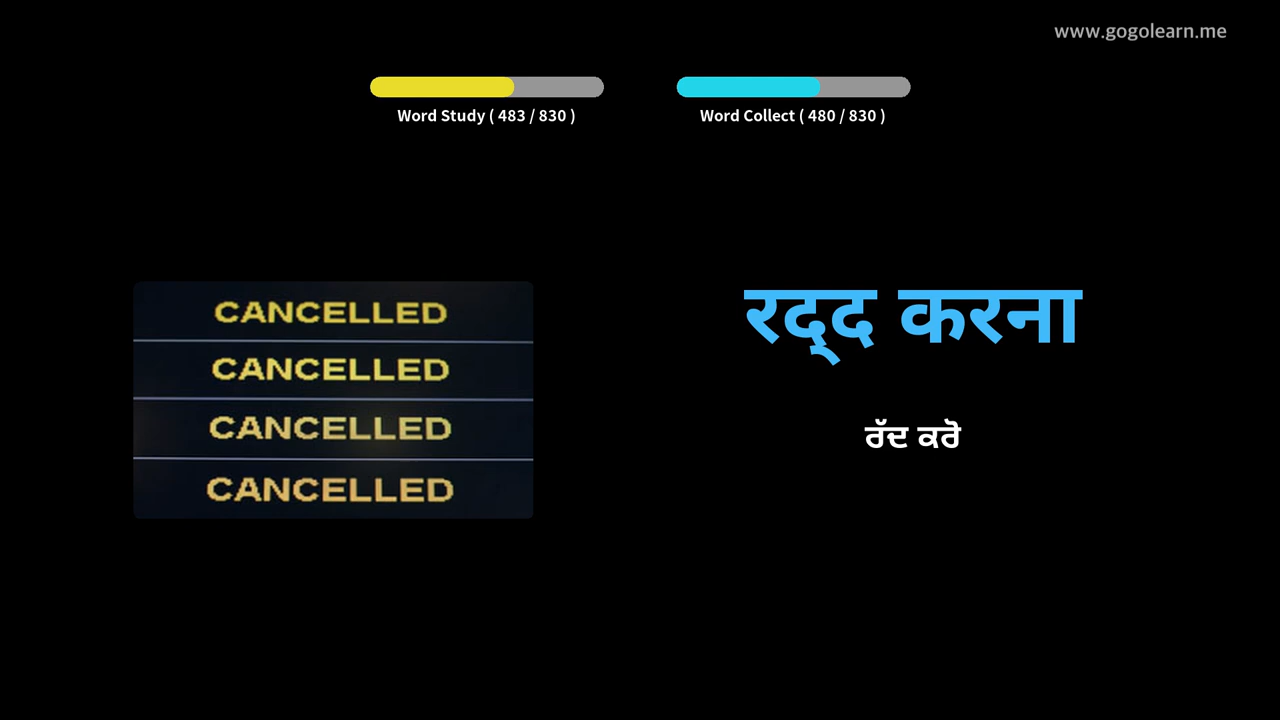 www.gogolearn.me
Word Study ( 483 / 830 )
Word Collect ( 480 / 830 )
CANCELLED
CANCELLED
CANCELLED
CANCELLED
रद्द करना
ਰੱਦ ਕਰੋ